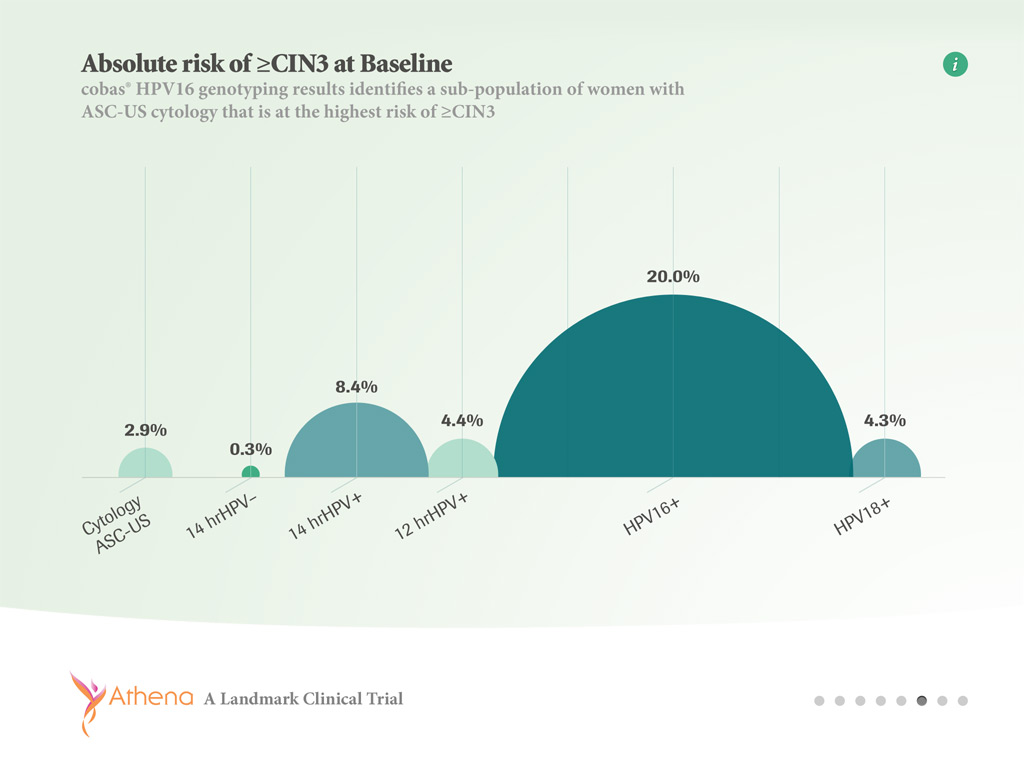 Absolute risk of ≥CIN3 at Baseline
i
cobas® HPV16 genotyping results identifies a sub-population of women with
ASC-US cytology that is at the highest risk of ≥CIN3
20.0%
8.4%
4.4%
4.3%
2.9%
0.3%
Cytology
ASC-US
14 hrHPV–
14 hrHPV+
12 hrHPV+
HPV16+
HPV18+
Athena A Landmark Clinical Trial